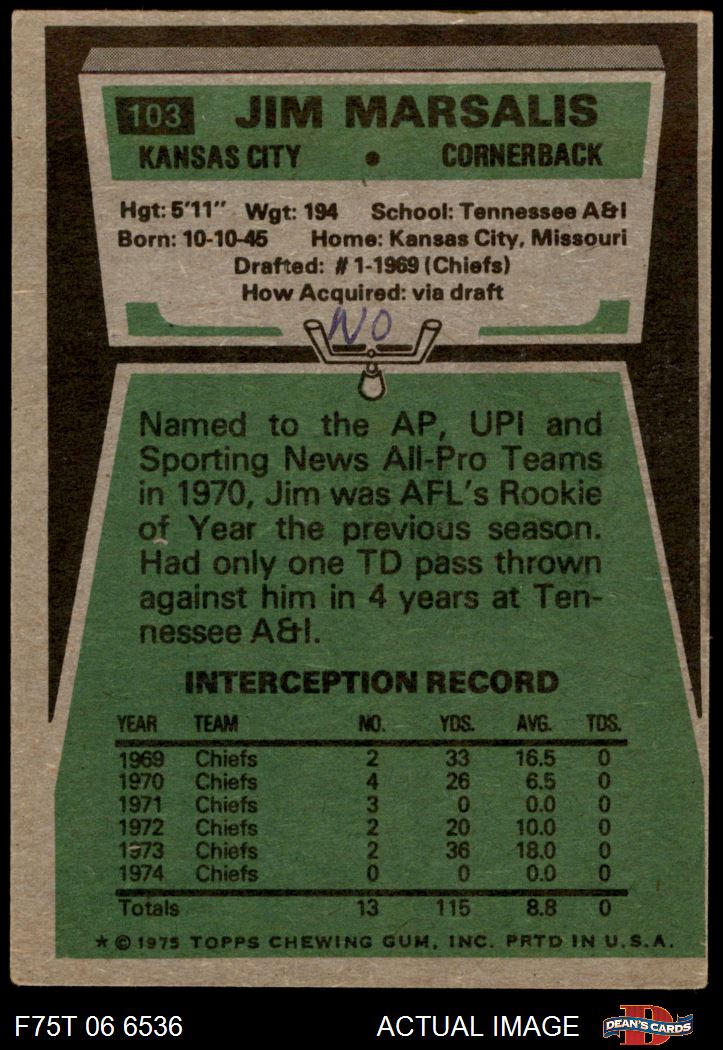 103 JIM MARSALIS
KANSAS CITY • CORNERBACK
Hgt: 5'11" Wgt: 194 School: Tennessee A&I
Born: 10-10-45 Home: Kansas City, Missouri
Drafted: #1-1969 (Chiefs)
How Acquired: via draft
NO
Named to the AP, UPI and
Sporting News All-Pro Teams
in 1970, Jim was AFL's Rookie
of Year the previous season.
Had only one TD pass thrown
against him in 4 years at Ten-
nessee A&I.
INTERCEPTION RECORD
YEAR TEAM NO. YDS. AVG. TDS.
1969 Chiefs 2 33 16.5 0
1970 Chiefs 4 26 6.5 0
1971 Chiefs 3 0 0.0 0
1972 Chiefs 2 20 10.0 0
1973 Chiefs 2 36 18.0 0
1974 Chiefs 0 0 0.0 0
Totals 13 115 8.8 0
* © 1975 TOPPS CHEWING GUM, INC. PRTD IN U.S.A.
F75T 06 6536 ACTUAL IMAGE DEAN'S CARDS